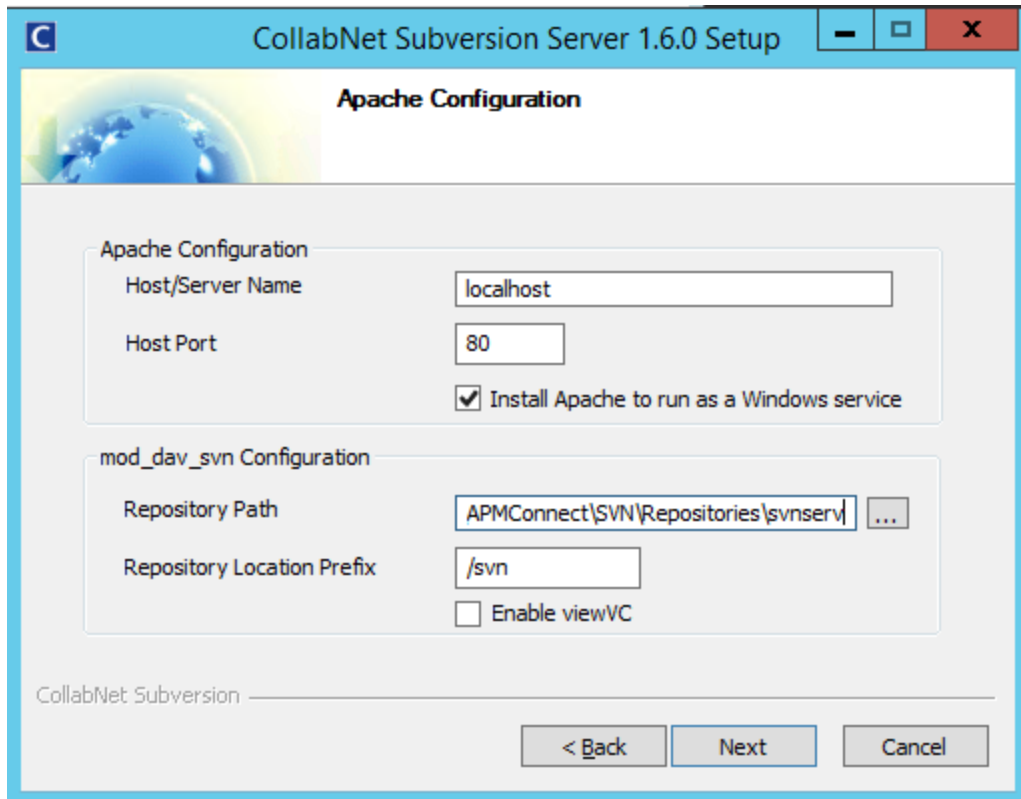 C
CollabNet Subversion Server 1.6.0 Setup
Apache Configuration
Apache Configuration
Host/Server Name
localhost
Host Port
80
Install Apache to run as a Windows service
mod_dav_svn Configuration
Repository Path
APMConnect\SVN\Repositories\svnserv
...
Repository Location Prefix
/svn
Enable viewVC
CollabNet Subversion
< Back
Next
Cancel